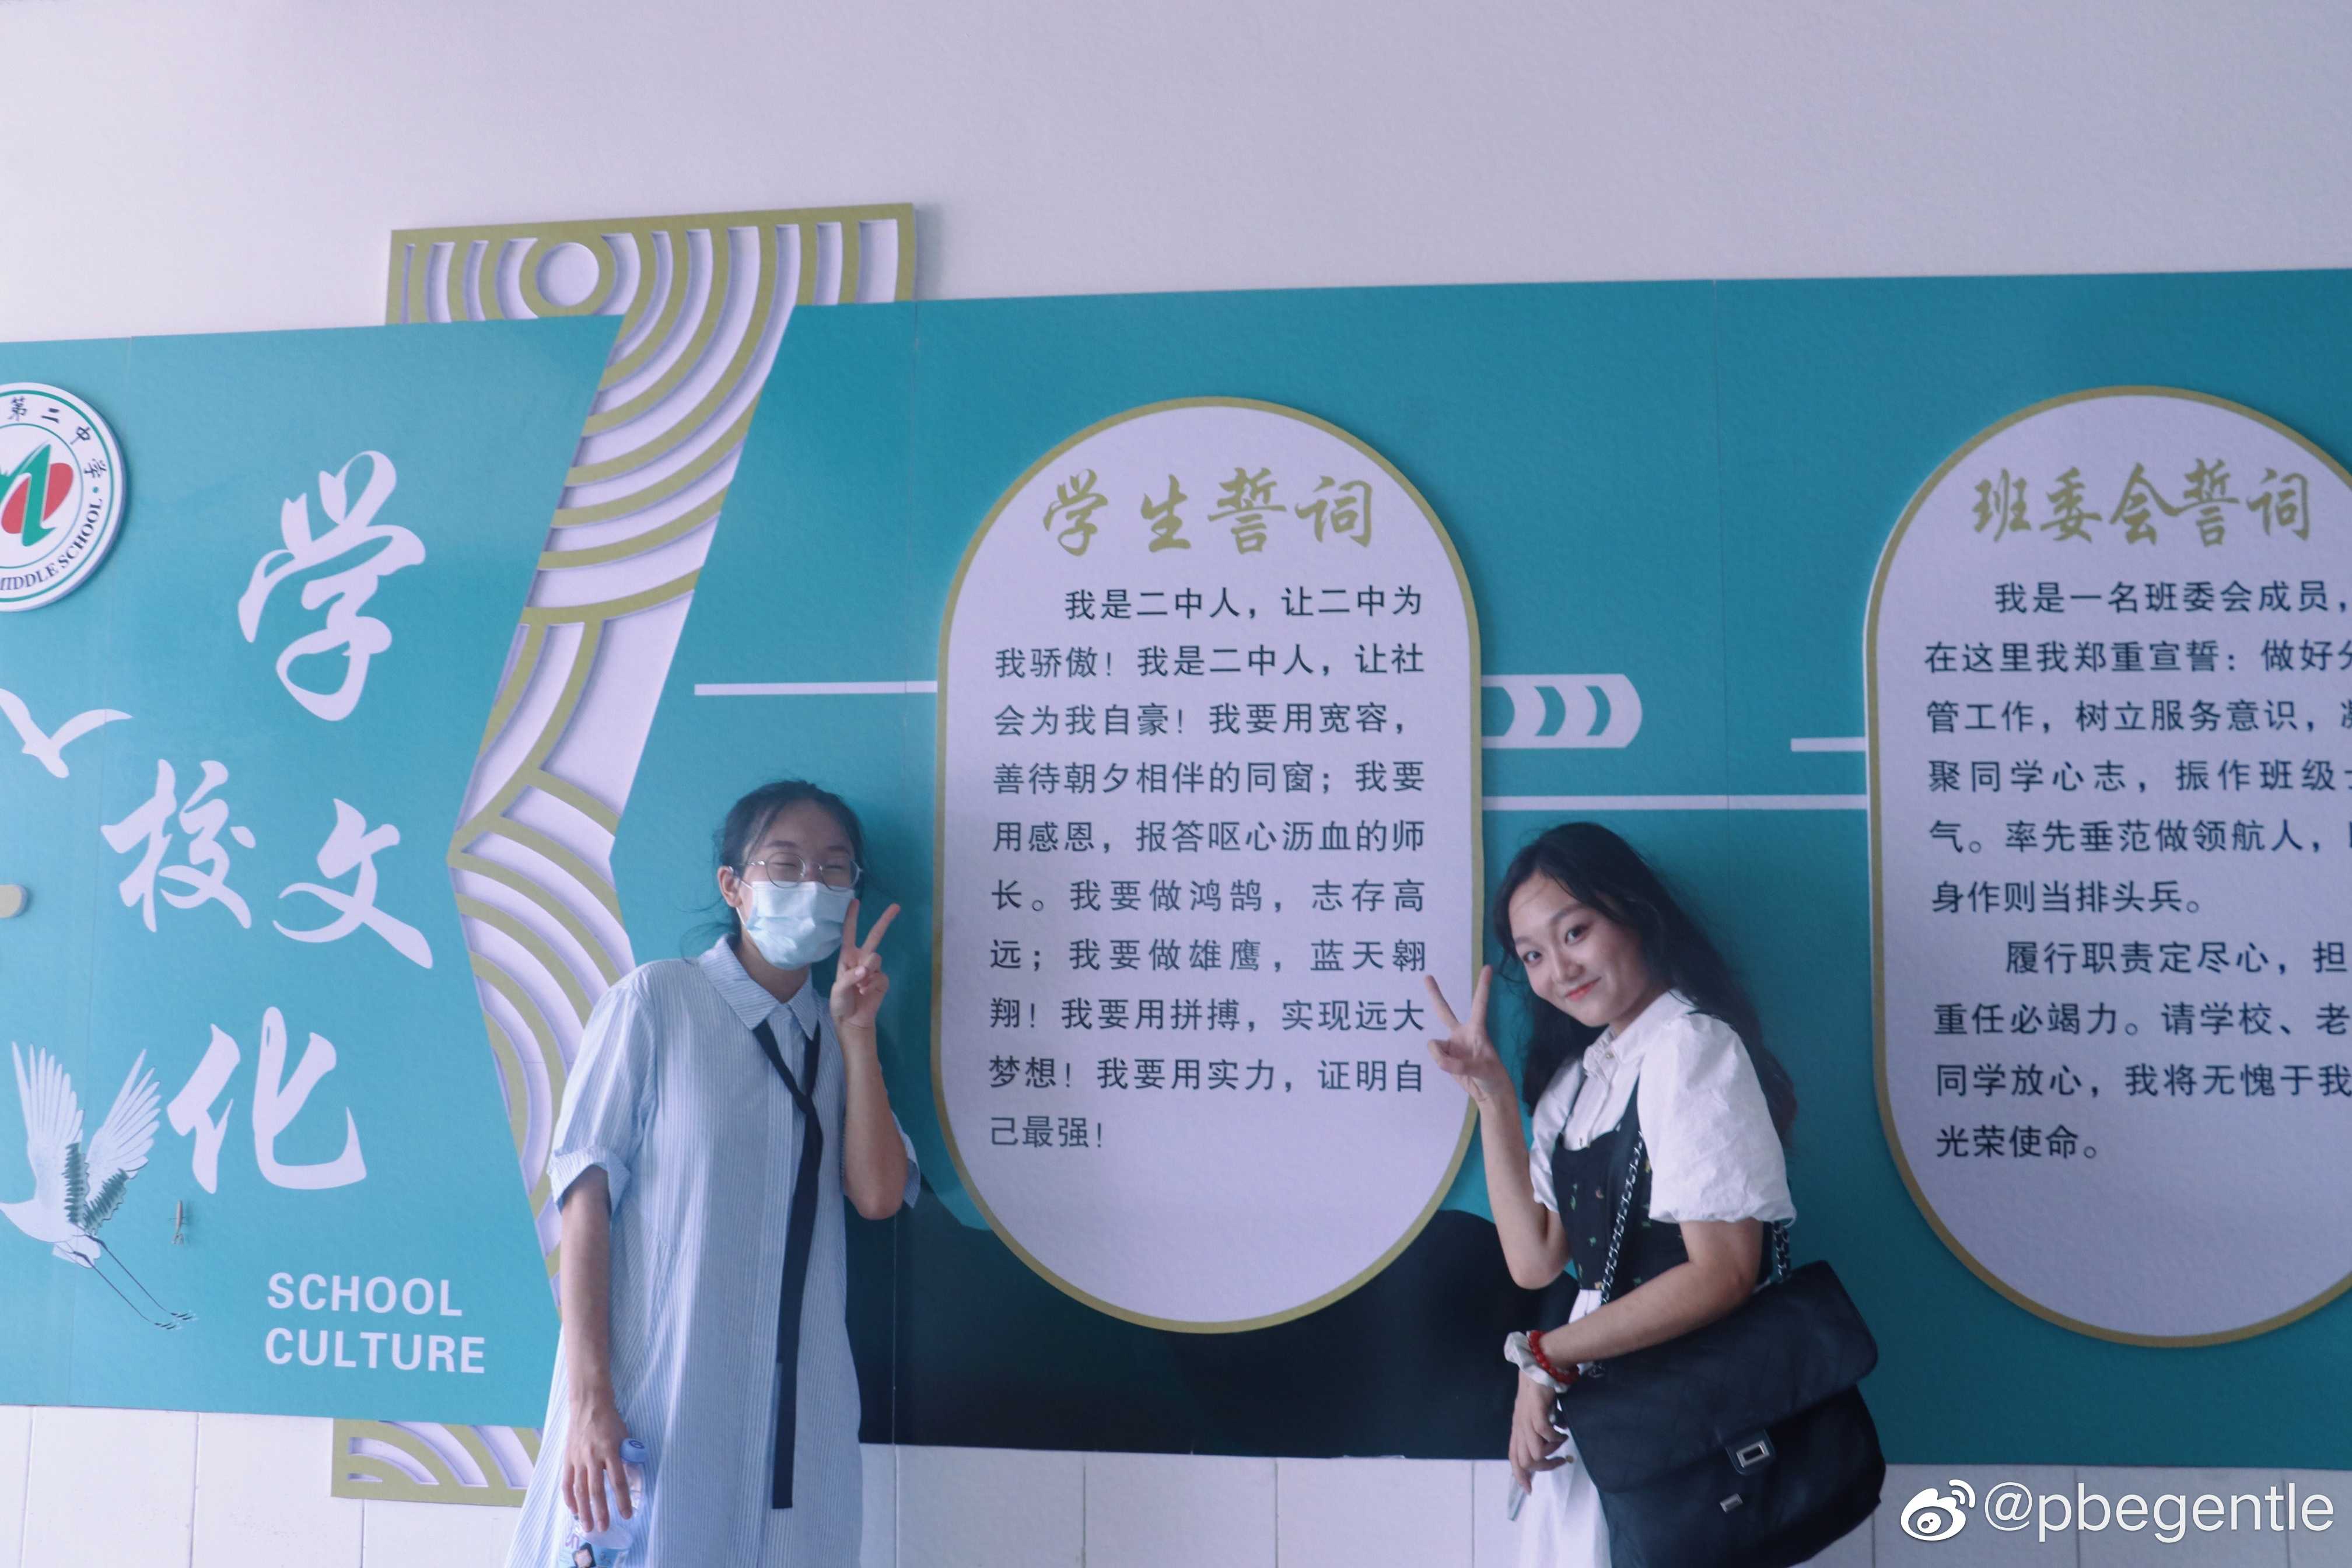 第二中学
MIDDLE SCHOOL
学
校文
化
SCHOOL
CULTURE
学生誓词
我是二中人，让二中为
我骄傲！我是二中人，让社
会为我自豪！我要用宽容，
善待朝夕相伴的同窗；我要
用感恩，报答呕心沥血的师
长。我要做鸿鹄，志存高
远；我要做雄鹰，蓝天翱
翔！我要用拼搏，实现远大
梦想！我要用实力，证明自
己最强！
班委会誓词
我是一名班委会成员，
在这里我郑重宣誓：做好分
管工作，树立服务意识，凝
聚同学心志，振作班级士
气。率先垂范做领航人，
身作则当排头兵。
履行职责定尽心，担
重任必竭力。请学校、老
同学放心，我将无愧于我
光荣使命。
@pbegentle